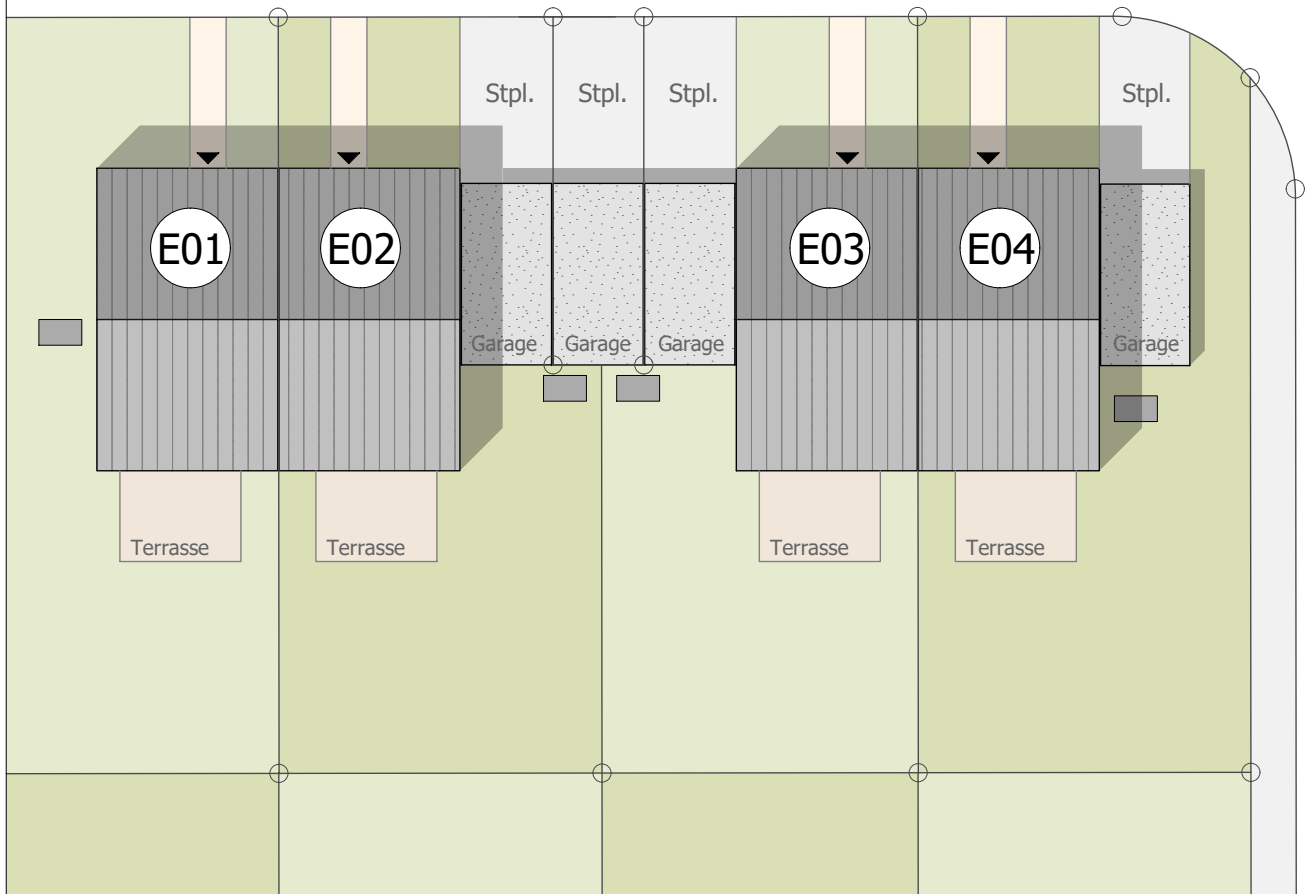 Stpl. Stpl. Stpl. Stpl.
E01 E02 E03 E04
Garage Garage Garage Garage
Terrasse Terrasse Terrasse Terrasse